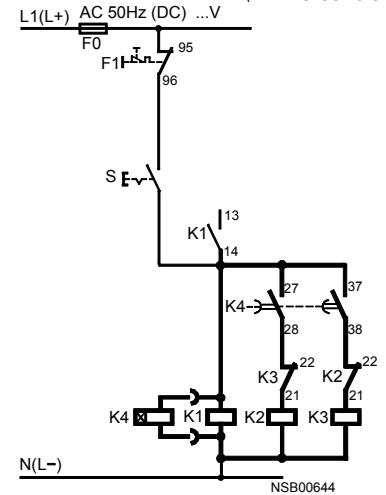 L1(L+) AC 50Hz (DC) ...V
F0
95
F1
96
S
13
K1
14
27 37
K4
28 38
22 22
K3 K2
21 21
K4 K1 K2 K3
N(L−)
NSB00644